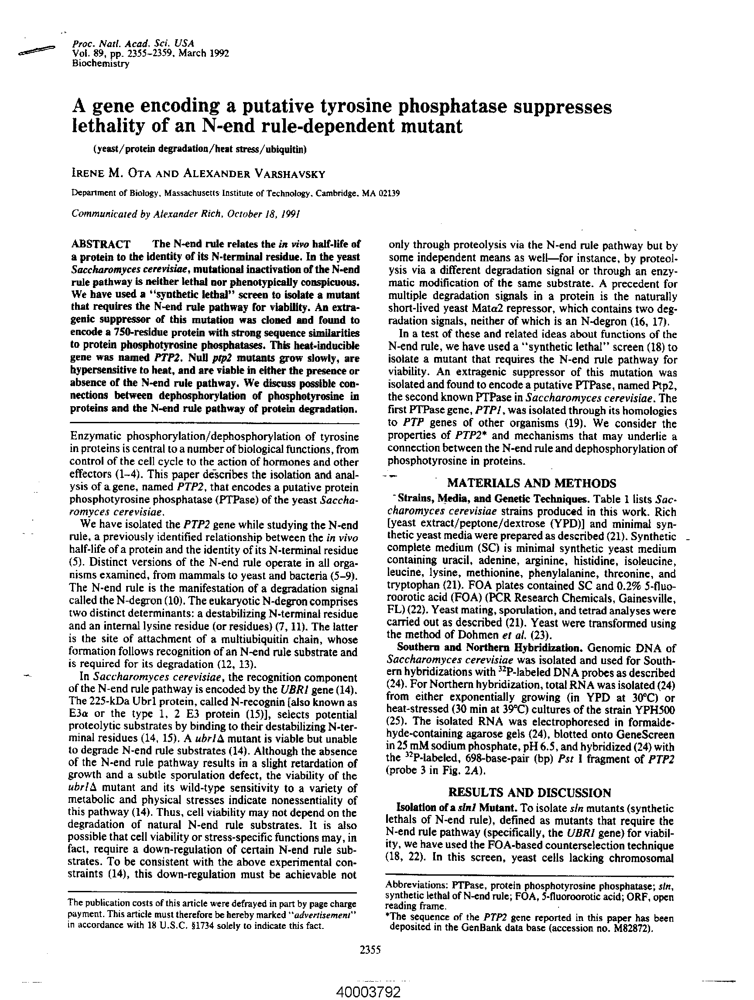 Proc. Natl. Acad. Sci. USA
Vol. 89, pp. 2355-2359, March 1992
Biochemistry
A gene encoding a putative tyrosine phosphatase suppresses
lethality of an N-end rule-dependent mutant
(yeast/protein degradation/heat stress/ubiquitin)
IRENE M. OTA AND ALEXANDER VARSHAVSKY
Department of Biology, Massachusetts Institute of Technology, Cambridge, MA 02139
Communicated by Alexander Rich, October 18, 1991
ABSTRACT The N-end rule relates the in vivo half-life of
a protein to the identity of its N-terminal residue. In the yeast
Saccharomyces cerevisiae, mutational inactivation of the N-end
rule pathway is neither lethal nor phenotypically conspicuous.
We have used a "synthetic lethal" screen to isolate a mutant
that requires the N-end rule pathway for viability. An extra-
genic suppressor of this mutation was cloned and found to
encode a 750-residue protein with strong sequence similarities
to protein phosphotyrosine phosphatases. This heat-inducible
gene was named PTP2. Null ptp2 mutants grow slowly, are
hypersensitive to heat, and are viable in either the presence or
absence of the N-end rule pathway. We discuss possible con-
nections between dephosphorylation of phosphotyrosine in
proteins and the N-end rule pathway of protein degradation.
Enzymatic phosphorylation/dephosphorylation of tyrosine
in proteins is central to a number of biological functions, from
control of the cell cycle to the action of hormones and other
effectors (1-4). This paper describes the isolation and anal-
ysis of a gene, named PTP2, that encodes a putative protein
phosphotyrosine phosphatase (PTPase) of the yeast Saccha-
romyces cerevisiae.
We have isolated the PTP2 gene while studying the N-end
rule, a previously identified relationship between the in vivo
half-life of a protein and the identity of its N-terminal residue
(5). Distinct versions of the N-end rule operate in all orga-
nisms examined, from mammals to yeast and bacteria (5-9).
The N-end rule is the manifestation of a degradation signal
called the N-degron (10). The eukaryotic N-degron comprises
two distinct determinants: a destabilizing N-terminal residue
and an internal lysine residue (or residues) (7, 11). The latter
is the site of attachment of a multiubiquitin chain, whose
formation follows recognition of an N-end rule substrate and
is required for its degradation (12, 13).
In Saccharomyces cerevisiae, the recognition component
of the N-end rule pathway is encoded by the UBR1 gene (14).
The 225-kDa Ubr1 protein, called N-recognin [also known as
E3α or the type 1, 2 E3 protein (15)], selects potential
proteolytic substrates by binding to their destabilizing N-ter-
minal residues (14, 15). A ubr1Δ mutant is viable but unable
to degrade N-end rule substrates (14). Although the absence
of the N-end rule pathway results in a slight retardation of
growth and a subtle sporulation defect, the viability of the
ubr1Δ mutant and its wild-type sensitivity to a variety of
metabolic and physical stresses indicate nonessentiality of
this pathway (14). Thus, cell viability may not depend on the
degradation of natural N-end rule substrates. It is also
possible that cell viability or stress-specific functions may, in
fact, require a down-regulation of certain N-end rule sub-
strates. To be consistent with the above experimental con-
straints (14), this down-regulation must be achievable not
The publication costs of this article were defrayed in part by page charge
payment. This article must therefore be hereby marked "advertisement"
in accordance with 18 U.S.C. §1734 solely to indicate this fact.
only through proteolysis via the N-end rule pathway but by
some independent means as well—for instance, by proteol-
ysis via a different degradation signal or through an enzy-
matic modification of the same substrate. A precedent for
multiple degradation signals in a protein is the naturally
short-lived yeast Matα2 repressor, which contains two deg-
radation signals, neither of which is an N-degron (16, 17).
In a test of these and related ideas about functions of the
N-end rule, we have used a "synthetic lethal" screen (18) to
isolate a mutant that requires the N-end rule pathway for
viability. An extragenic suppressor of this mutation was
isolated and found to encode a putative PTPase, named Ptp2,
the second known PTPase in Saccharomyces cerevisiae. The
first PTPase gene, PTP1, was isolated through its homologies
to PTP genes of other organisms (19). We consider the
properties of PTP2* and mechanisms that may underlie a
connection between the N-end rule and dephosphorylation of
phosphotyrosine in proteins.
MATERIALS AND METHODS
Strains, Media, and Genetic Techniques. Table 1 lists Sac-
charomyces cerevisiae strains produced in this work. Rich
[yeast extract/peptone/dextrose (YPD)] and minimal syn-
thetic yeast media were prepared as described (21). Synthetic
complete medium (SC) is minimal synthetic yeast medium
containing uracil, adenine, arginine, histidine, isoleucine,
leucine, lysine, methionine, phenylalanine, threonine, and
tryptophan (21). FOA plates contained SC and 0.2% 5-fluo-
roorotic acid (FOA) (PCR Research Chemicals, Gainesville,
FL) (22). Yeast mating, sporulation, and tetrad analyses were
carried out as described (21). Yeast were transformed using
the method of Dohmen et al. (23).
Southern and Northern Hybridization. Genomic DNA of
Saccharomyces cerevisiae was isolated and used for South-
ern hybridizations with ³²P-labeled DNA probes as described
(24). For Northern hybridization, total RNA was isolated (24)
from either exponentially growing (in YPD at 30°C) or
heat-stressed (30 min at 39°C) cultures of the strain YPH500
(25). The isolated RNA was electrophoresed in formalde-
hyde-containing agarose gels (24), blotted onto GeneScreen
in 25 mM sodium phosphate, pH 6.5, and hybridized (24) with
the ³²P-labeled, 698-base-pair (bp) Pst I fragment of PTP2
(probe 3 in Fig. 2A).
RESULTS AND DISCUSSION
Isolation of a sln1 Mutant. To isolate sln mutants (synthetic
lethals of N-end rule), defined as mutants that require the
N-end rule pathway (specifically, the UBR1 gene) for viabil-
ity, we have used the FOA-based counterselection technique
(18, 22). In this screen, yeast cells lacking chromosomal
Abbreviations: PTPase, protein phosphotyrosine phosphatase; sln,
synthetic lethal of N-end rule; FOA, 5-fluoroorotic acid; ORF, open
reading frame.
*The sequence of the PTP2 gene reported in this paper has been
deposited in the GenBank data base (accession no. M82872).
2355
40003792